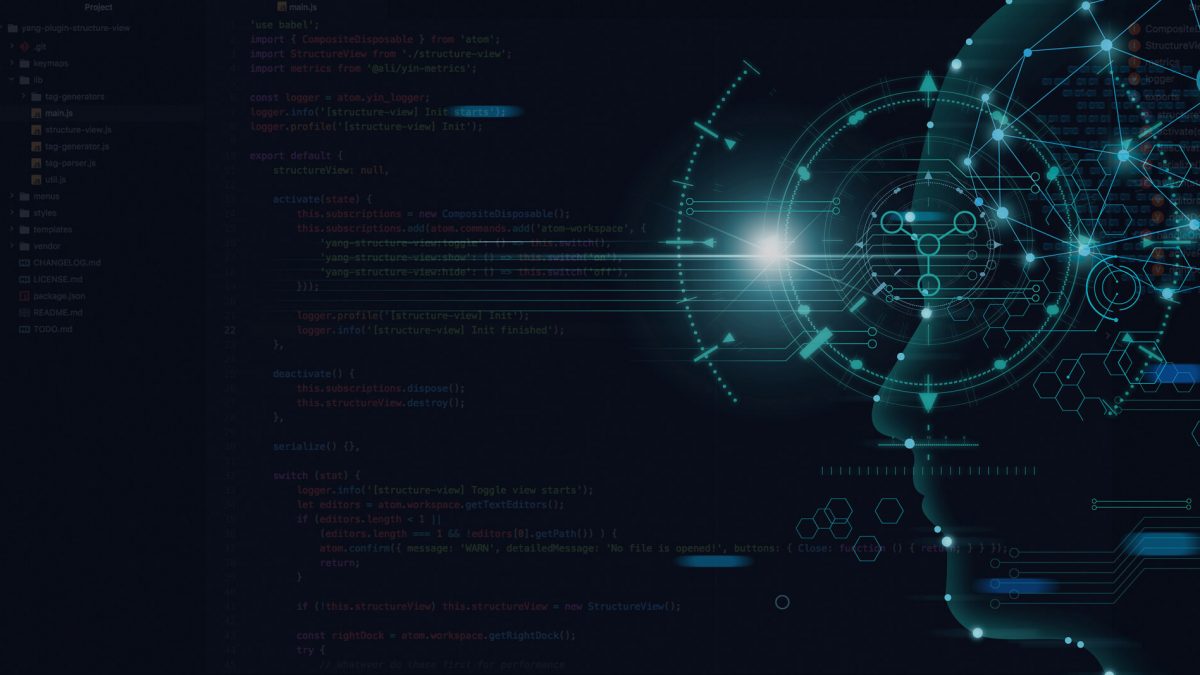 Project
yang-plugin-structure-view
.git
keymaps
lib
tag-generators
main.js
structure-view.js
tag-generator.js
tag-parser.js
util.js
menus
styles
templates
vendor
CHANGELOG.md
LICENSE.md
package.json
README.md
TODO.md
main.js
'use babel';
import { CompositeDisposable } from 'atom';
import StructureView from './structure-view';
import metrics from '@ali/yin-metrics';
const logger = atom.yin_logger;
logger.info('[structure-view] Init starts');
logger.profile('[structure-view] Init');
export default {
structureView: null,
activate(state) {
this.subscriptions = new CompositeDisposable();
this.subscriptions.add(atom.commands.add('atom-workspace', {
'yang-structure-view:toggle': () => this.switch(),
'yang-structure-view:show': () => this.switch('on'),
'yang-structure-view:hide': () => this.switch('off'),
}));
logger.profile('[structure-view] Init');
22 logger.info('[structure-view] Init finished');
},
deactivate() {
this.subscriptions.dispose();
this.structureView.destroy();
},
serialize() {},
switch (stat) {
logger.info('[structure-view] Toggle view starts');
let editors = atom.workspace.getTextEditors();
if (editors.length < 1 ||
(editors.length === 1 && !editors[0].getPath()) ) {
atom.confirm({ message: 'WARN', detailedMessage: 'No file is opened!', buttons: { Close: function () { return; } } });
return;
}
if (!this.structureView) this.structureView = new StructureView();
const rightDock = atom.workspace.getRightDock();
try {
// Whatever do these first for performance
CompositeD
StructureVi
metrics
logger
exports